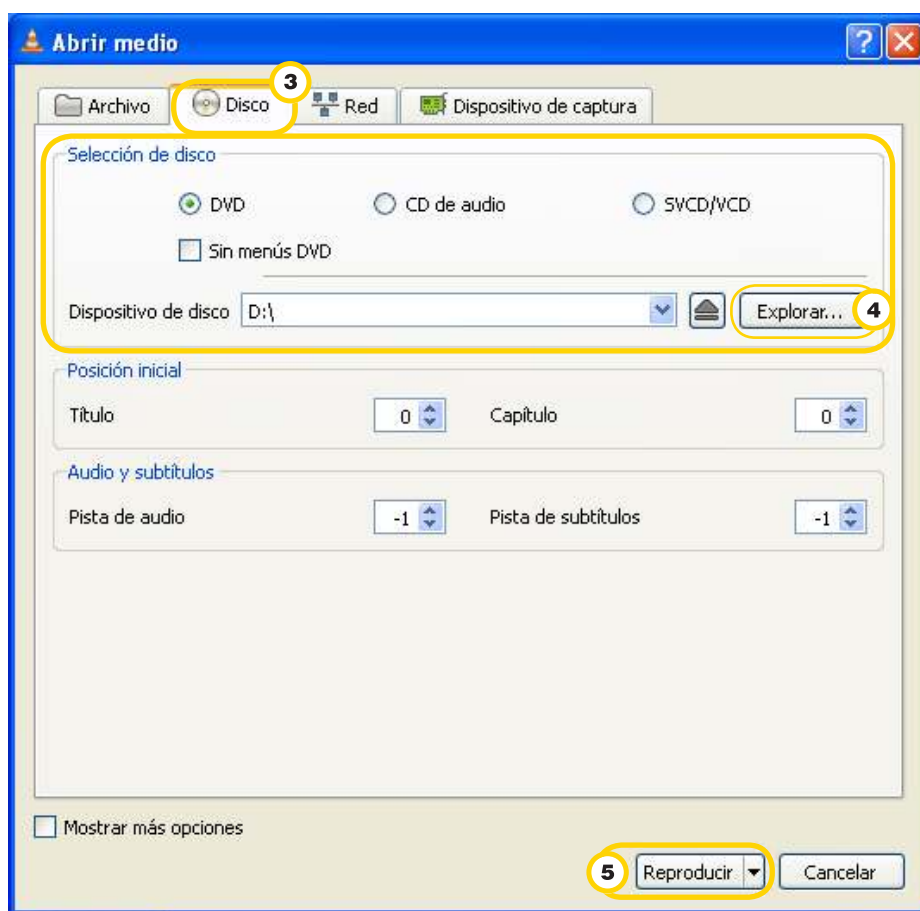 Abrir medio
3
Archivo Disco Red Dispositivo de captura
Selección de disco
DVD CD de audio SVCD/VCD
Sin menús DVD
Dispositivo de disco D:\ Explorar... 4
Posición inicial
Título 0 Capítulo 0
Audio y subtítulos
Pista de audio -1 Pista de subtítulos -1
Mostrar más opciones
5 Reproducir Cancelar